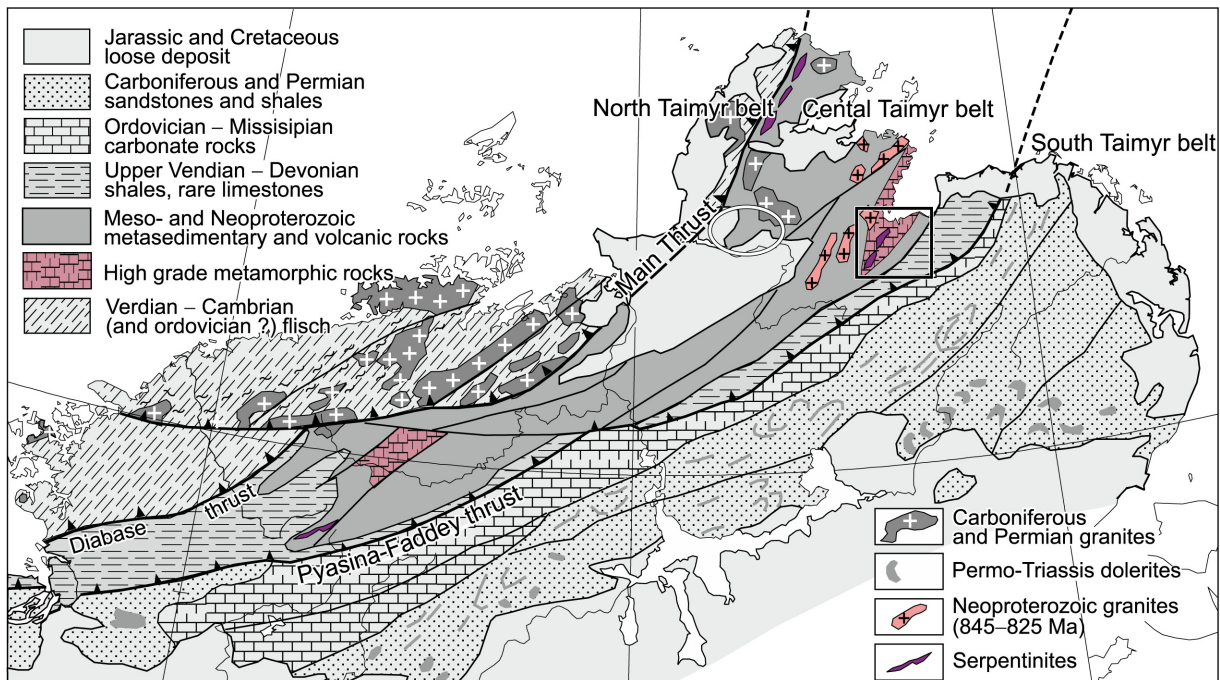 Jarassic and Cretaceous
loose deposit
Carboniferous and Permian
sandstones and shales
Ordovician – Missisipian
carbonate rocks
Upper Vendian – Devonian
shales, rare limestones
Meso- and Neoproterozoic
metasedimentary and volcanic rocks
High grade metamorphic rocks
Verdian – Cambrian
(and ordovician ?) flisch
North Taimyr belt
Cental Taimyr belt
South Taimyr belt
Main Thrust
Diabase thrust
Pyasina-Faddey thrust
Carboniferous
and Permian granites
Permo-Triassis dolerites
Neoproterozoic granites
(845–825 Ma)
Serpentinites